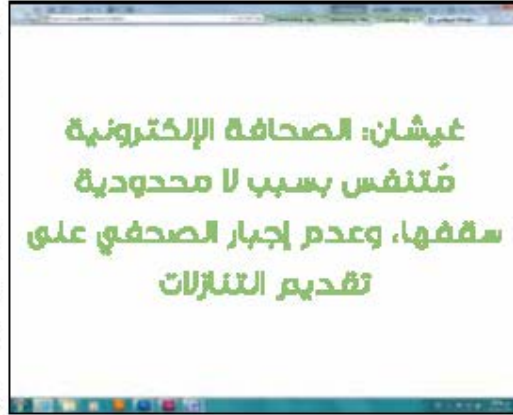 غيشان: الصحافة الإلكترونية
مُتنفس بسبب لا محدودية
سقفها، وعدم إجبار الصحفي على
تقديم التنازلات